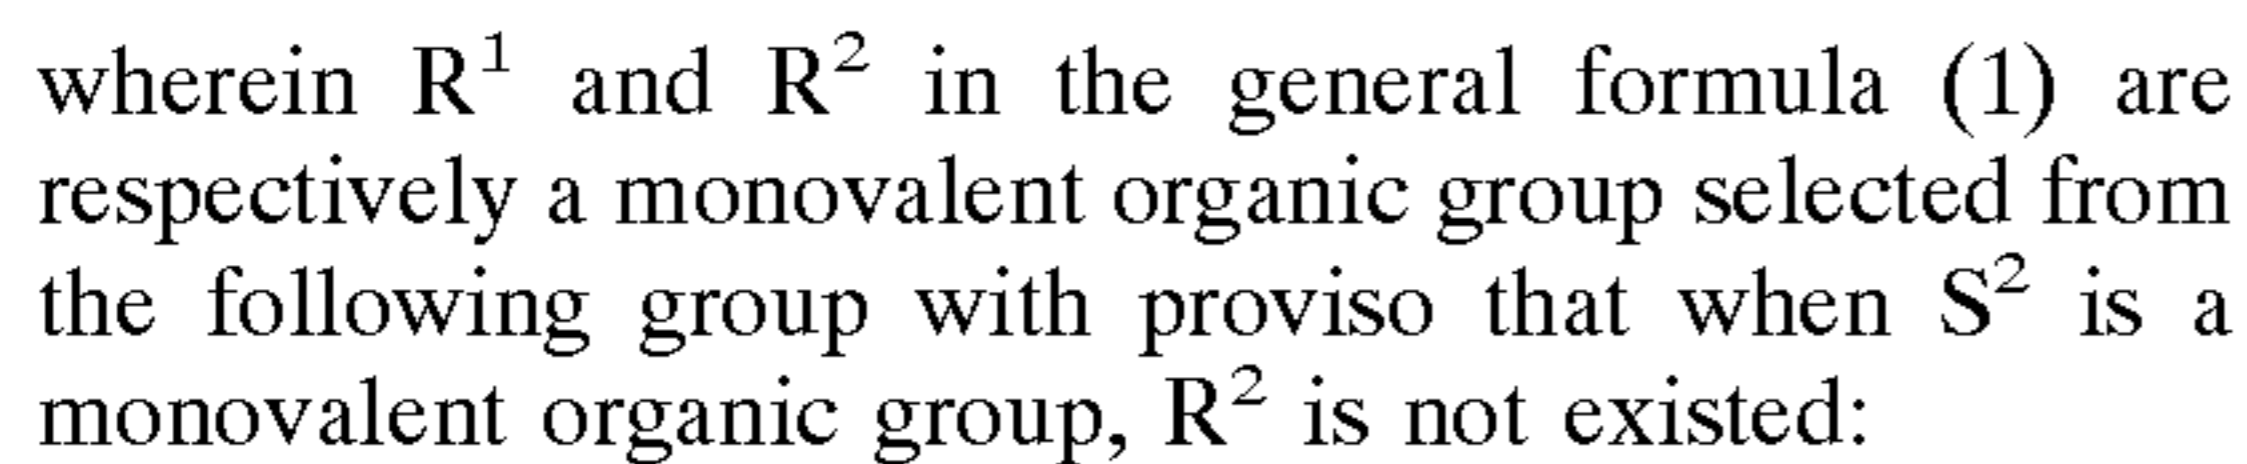 wherein R¹ and R² in the general formula (1) are
respectively a monovalent organic group selected from
the following group with proviso that when S² is a
monovalent organic group, R² is not existed: